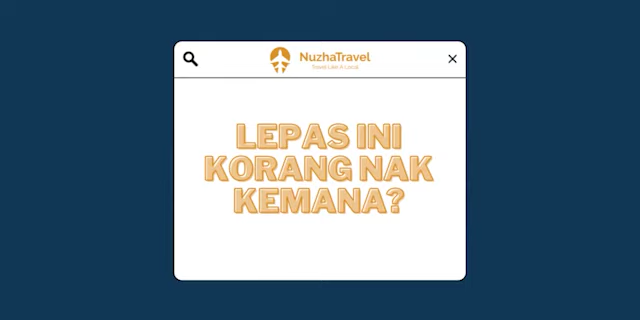 NuzhaTravel
Travel Like A Local
LEPAS INI
KORANG NAK
KEMANA?